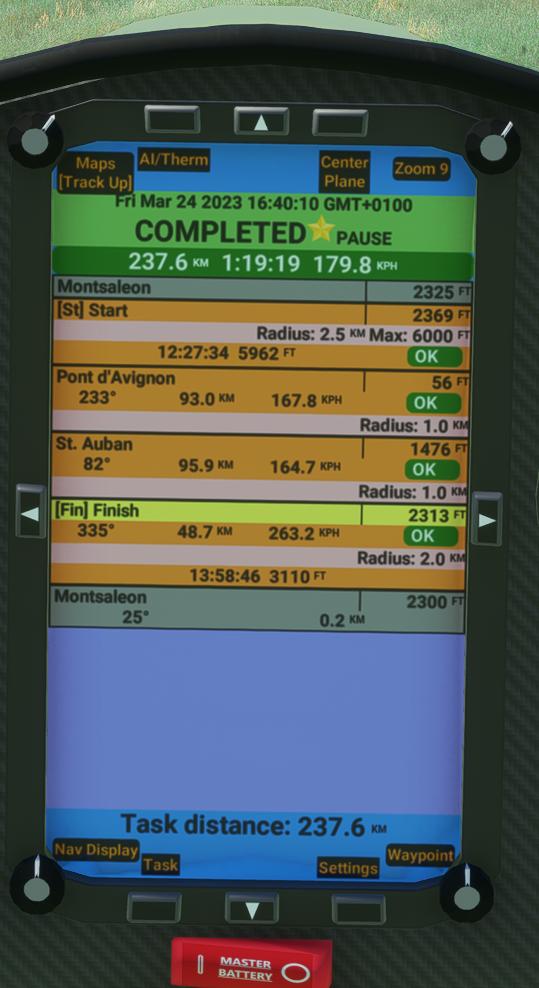 Maps
[Track Up]
AI/Therm
Center
Plane
Zoom 9
Fri Mar 24 2023 16:40:10 GMT+0100
COMPLETED PAUSE
237.6 KM 1:19:19 179.8 KPH
Montsaleon 2325 FT
[St] Start 2369 FT
Radius: 2.5 KM Max: 6000 FT
12:27:34 5962 FT OK
Pont d'Avignon 56 FT
233° 93.0 KM 167.8 KPH OK
Radius: 1.0 KM
St. Auban 1476 FT
82° 95.9 KM 164.7 KPH OK
Radius: 1.0 KM
[Fin] Finish 2313 FT
335° 48.7 KM 263.2 KPH OK
Radius: 2.0 KM
13:58:46 3110 FT
Montsaleon 2300 FT
25° 0.2 KM
Task distance: 237.6 KM
Nav Display
Task
Settings
Waypoint
MASTER
BATTERY